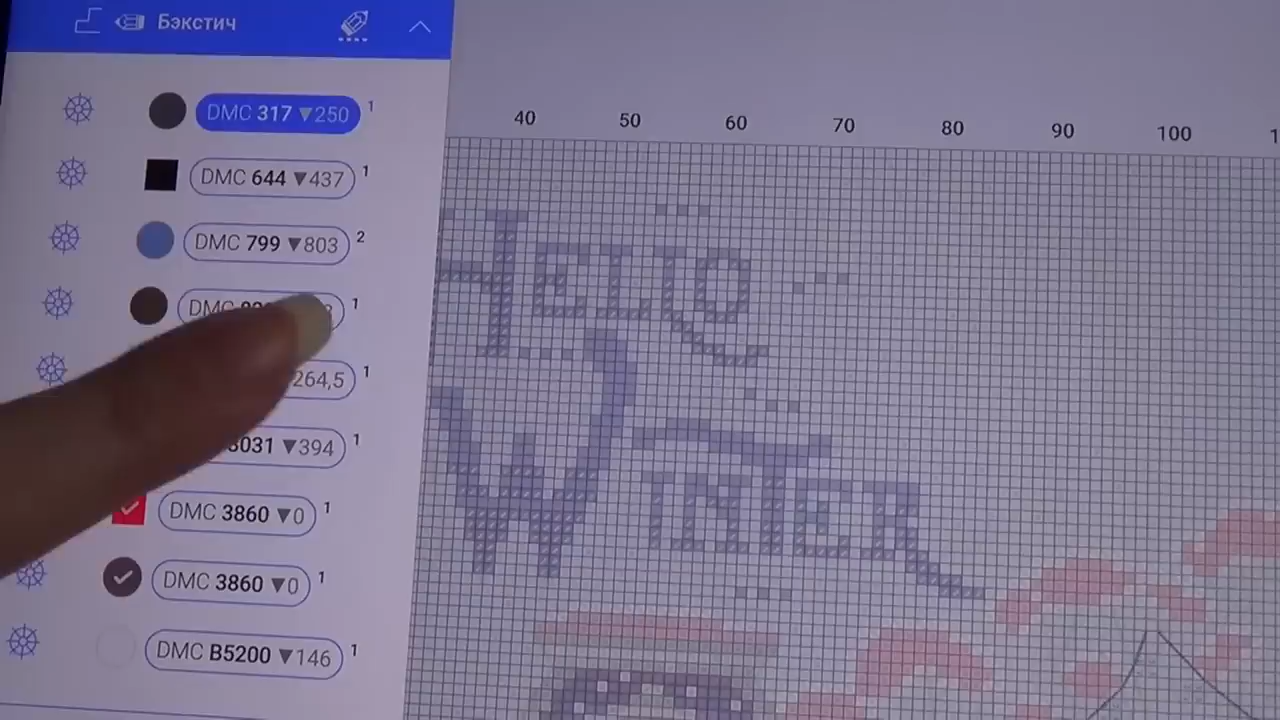 Бэкстич
DMC 317 ▼250 1
DMC 644 ▼437 1
DMC 799 ▼803 2
DMC 1
264,5 1
3031 ▼394 1
DMC 3860 ▼0 1
DMC 3860 ▼0 1
DMC B5200 ▼146 1
40 50 60 70 80 90 100
HELLO
WINTER